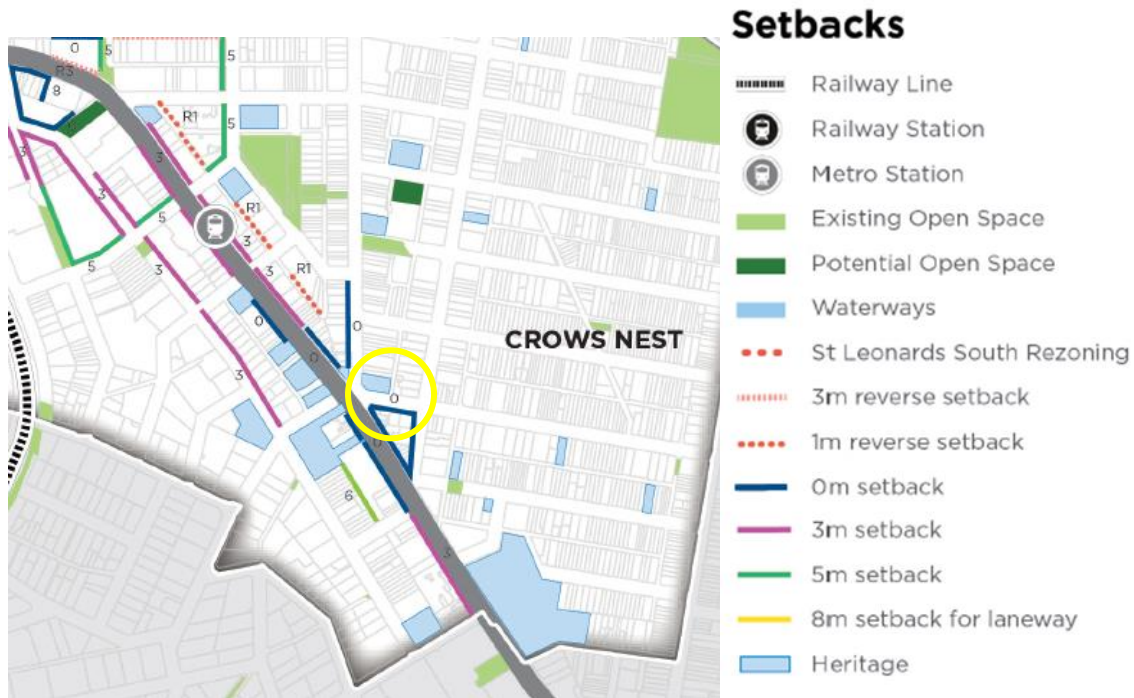 Setbacks
Railway Line
Railway Station
Metro Station
Existing Open Space
Potential Open Space
Waterways
St Leonards South Rezoning
3m reverse setback
1m reverse setback
0m setback
3m setback
5m setback
8m setback for laneway
Heritage
0
5
R3
8
5
R1
5
3
3
3
5
R1
3
5
3
3
R1
0
0
0
CROWS NEST
3
0
0
6
3